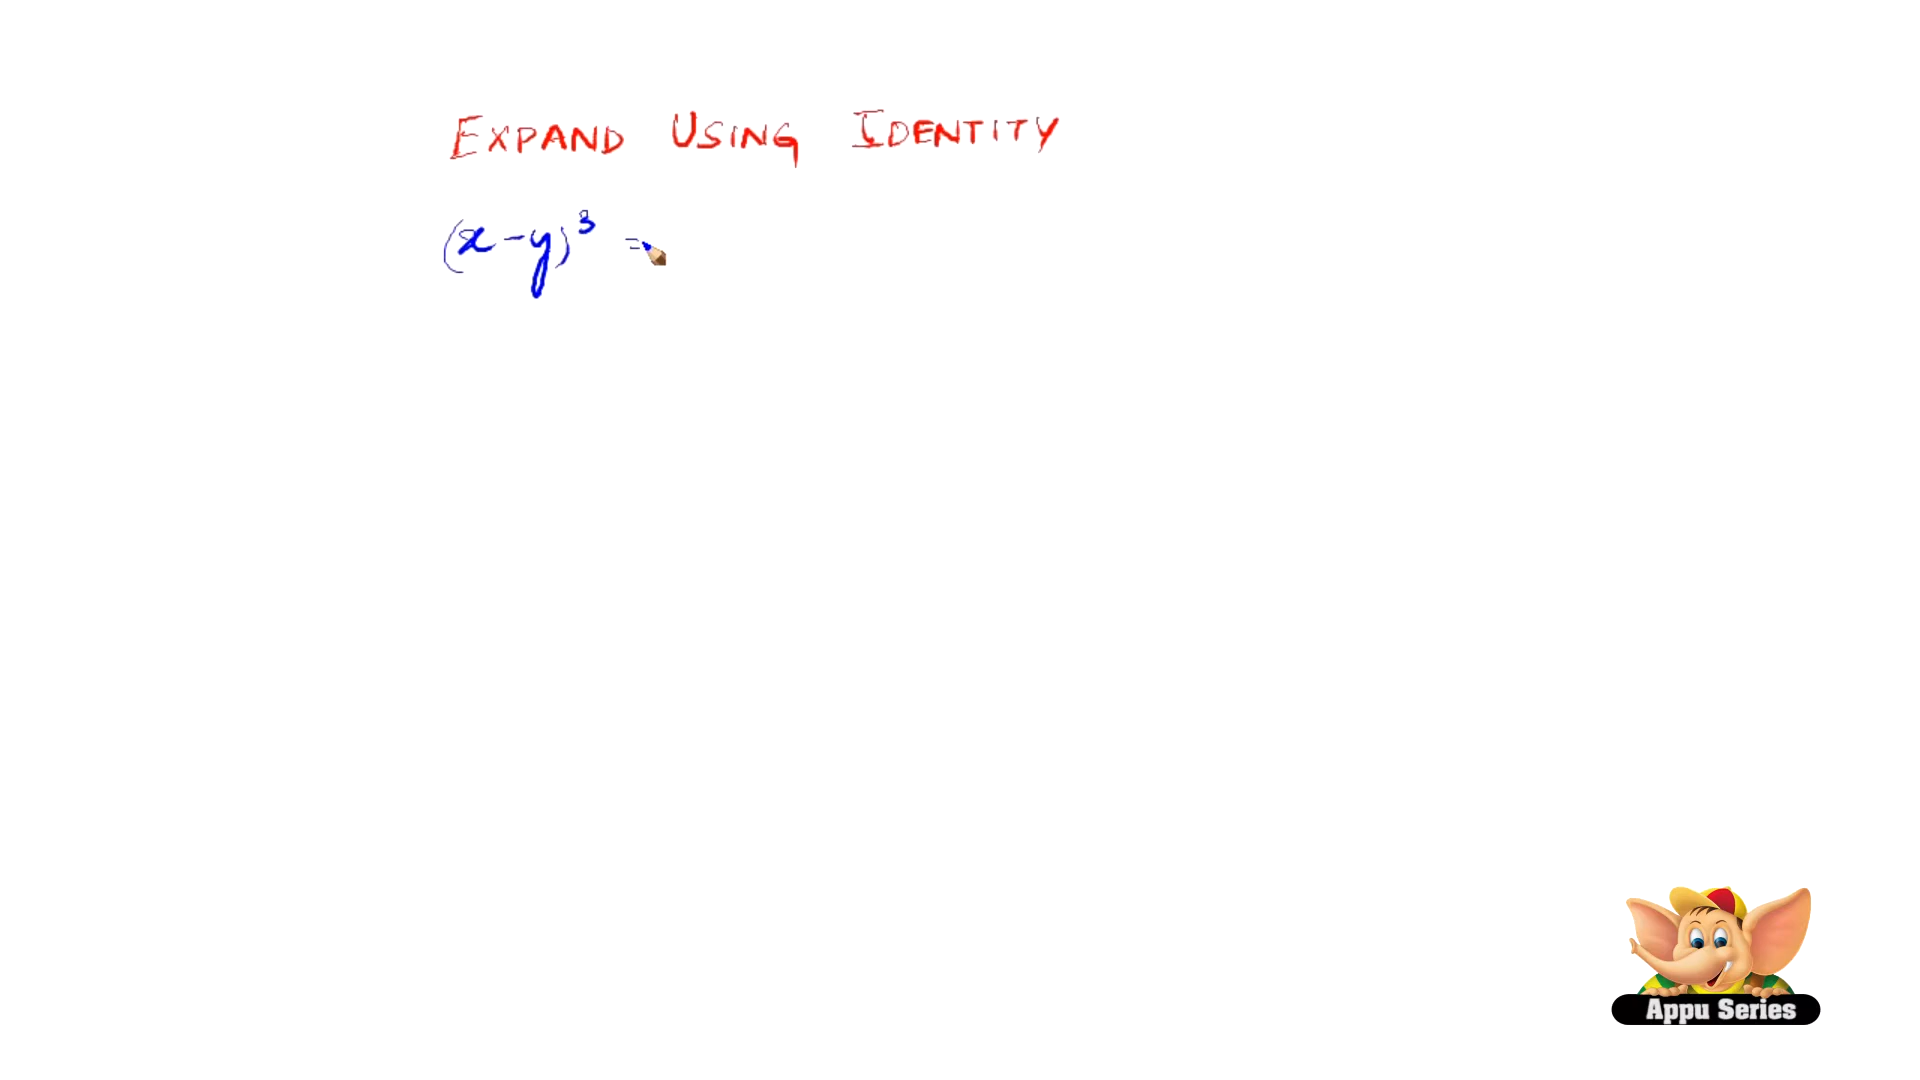 EXPAND USING IDENTITY
(x-y)³ =
Appu Series